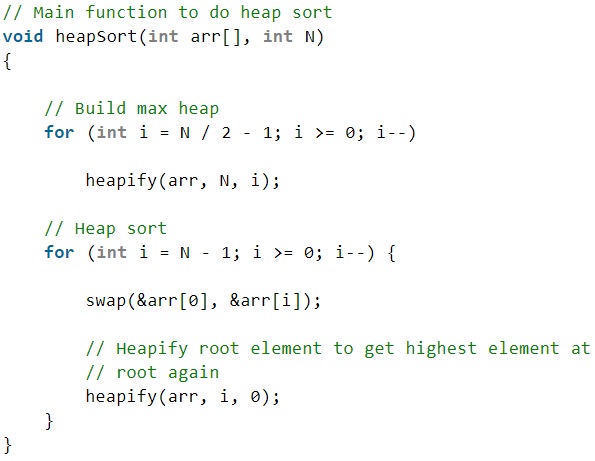 // Main function to do heap sort
void heapSort(int arr[], int N)
{
    // Build max heap
    for (int i = N / 2 - 1; i >= 0; i--)
        heapify(arr, N, i);
    // Heap sort
    for (int i = N - 1; i >= 0; i--) {
        swap(&arr[0], &arr[i]);
        // Heapify root element to get highest element at
        // root again
        heapify(arr, i, 0);
    }
}